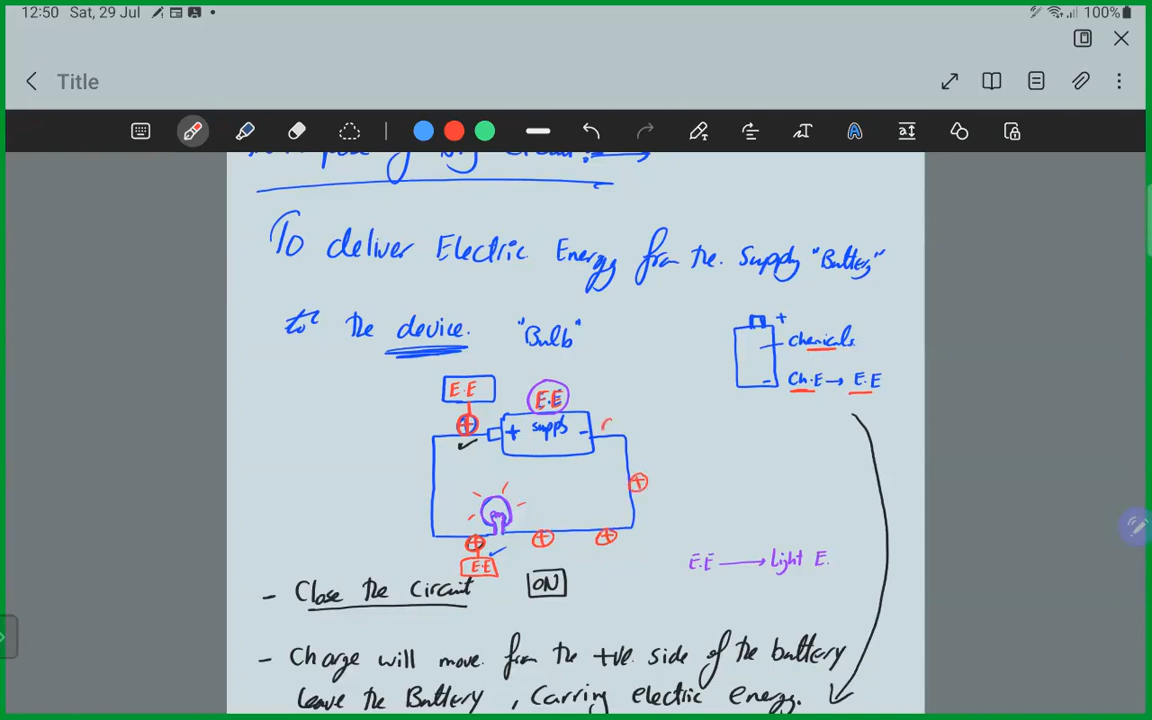 12:50 Sat, 29 Jul
100%
Title
To deliver Electric Energy from the Supply "Battery"
to the device. "Bulb"
+
chemicals
-
Ch.E → E.E
E.E
E.E
+
+ supply -
+
+ + +
E.E
E.E → light E.
- Close the Circuit ON
- Charge will move from the +ve side of the battery
leave the Battery, Carring electric energy.